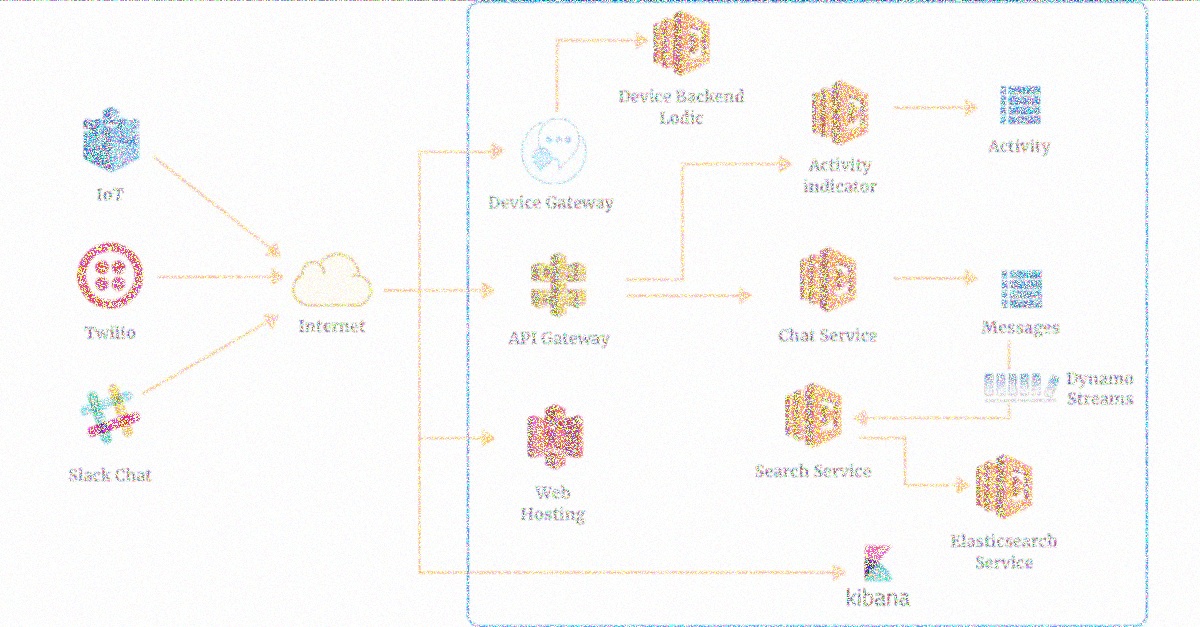 Device Backend
Lodic
IoT
Device Gateway
Activity
indicator
Activity
Twilio
Internet
API Gateway
Chat Service
Messages
Dynamo
Streams
Slack Chat
Search Service
Web
Hosting
Elasticsearch
Service
kibana